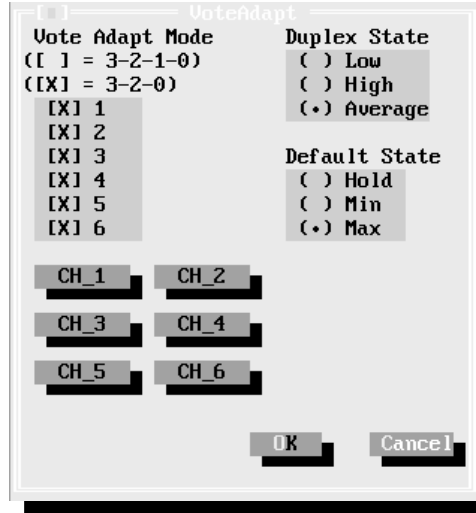 [■] VoteAdapt
Vote Adapt Mode
([ ] = 3-2-1-0)
([X] = 3-2-0)
[X] 1
[X] 2
[X] 3
[X] 4
[X] 5
[X] 6
Duplex State
( ) Low
( ) High
(•) Average
Default State
( ) Hold
( ) Min
(•) Max
CH_1 CH_2
CH_3 CH_4
CH_5 CH_6
OK Cancel